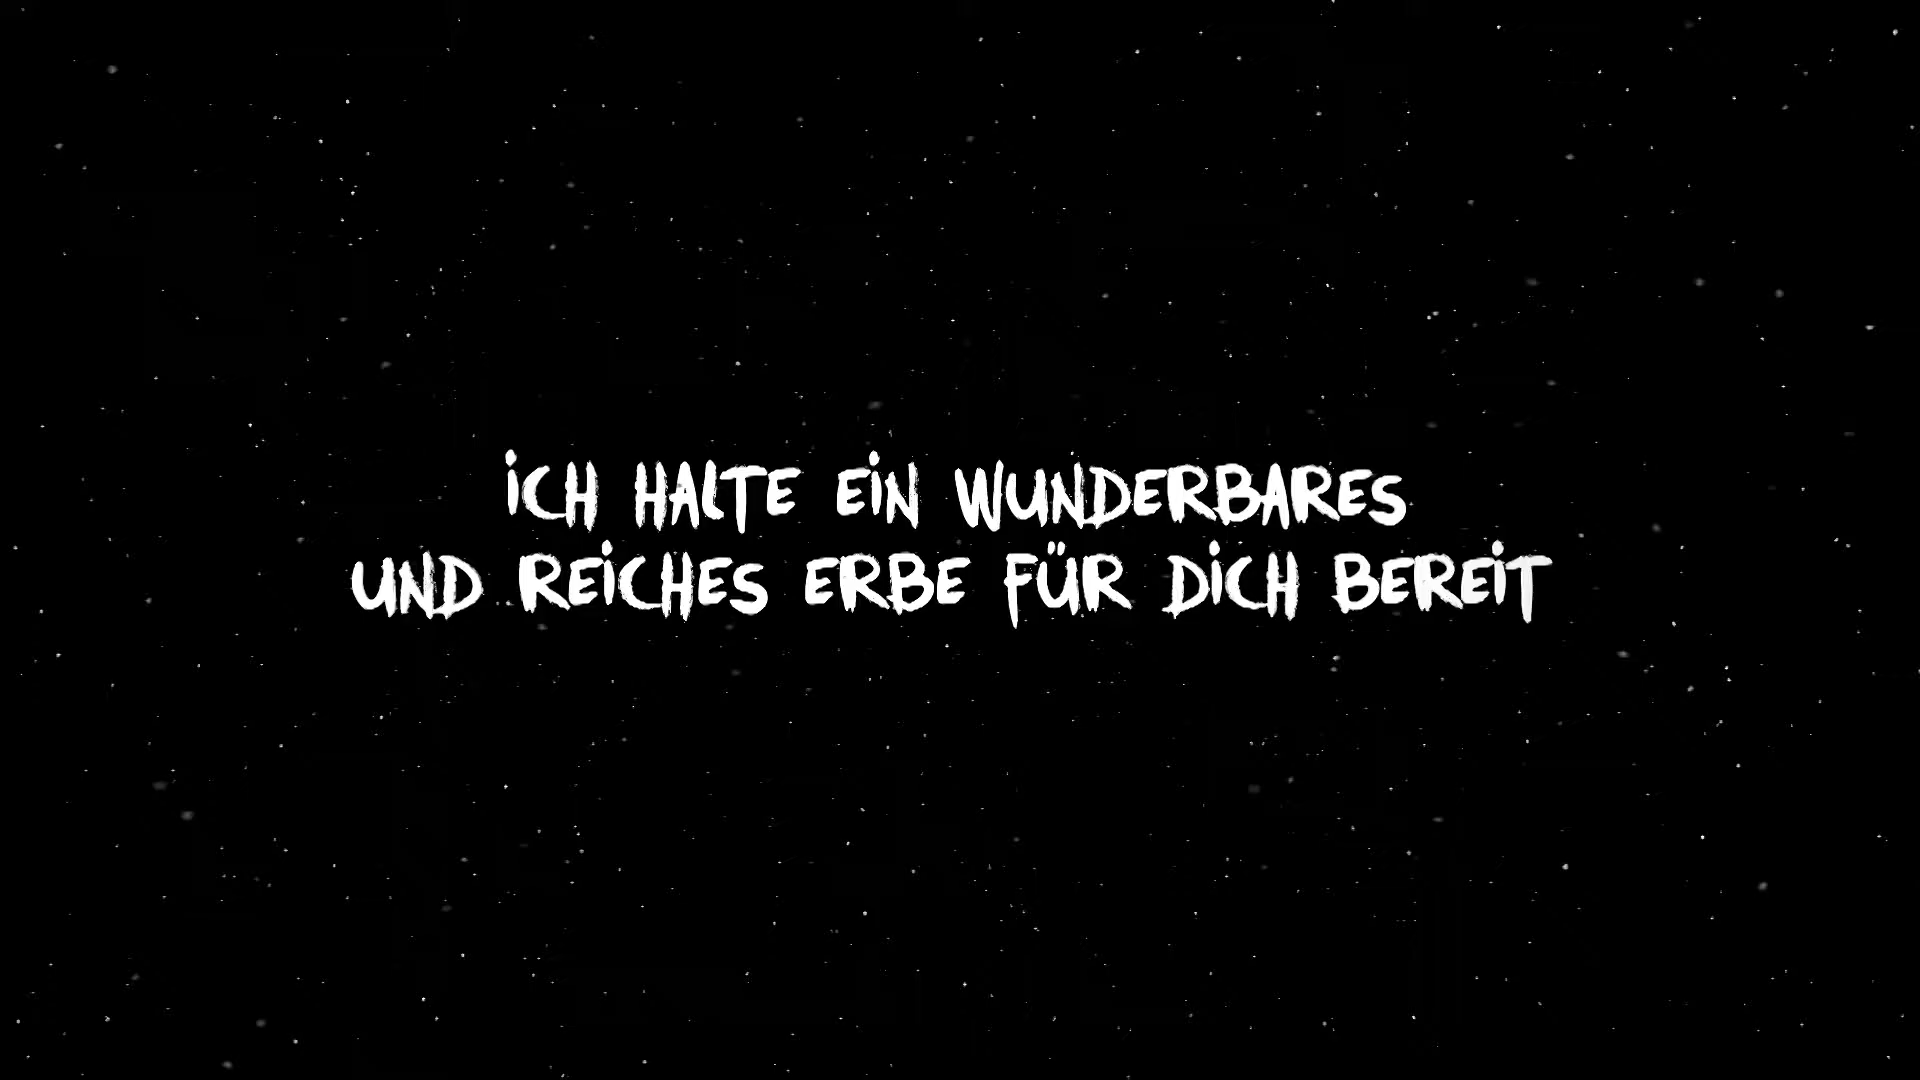 iCH HALTE EiN WUNDERBARES
UND REiCHES ERBE FÜR DiCH BEREiT